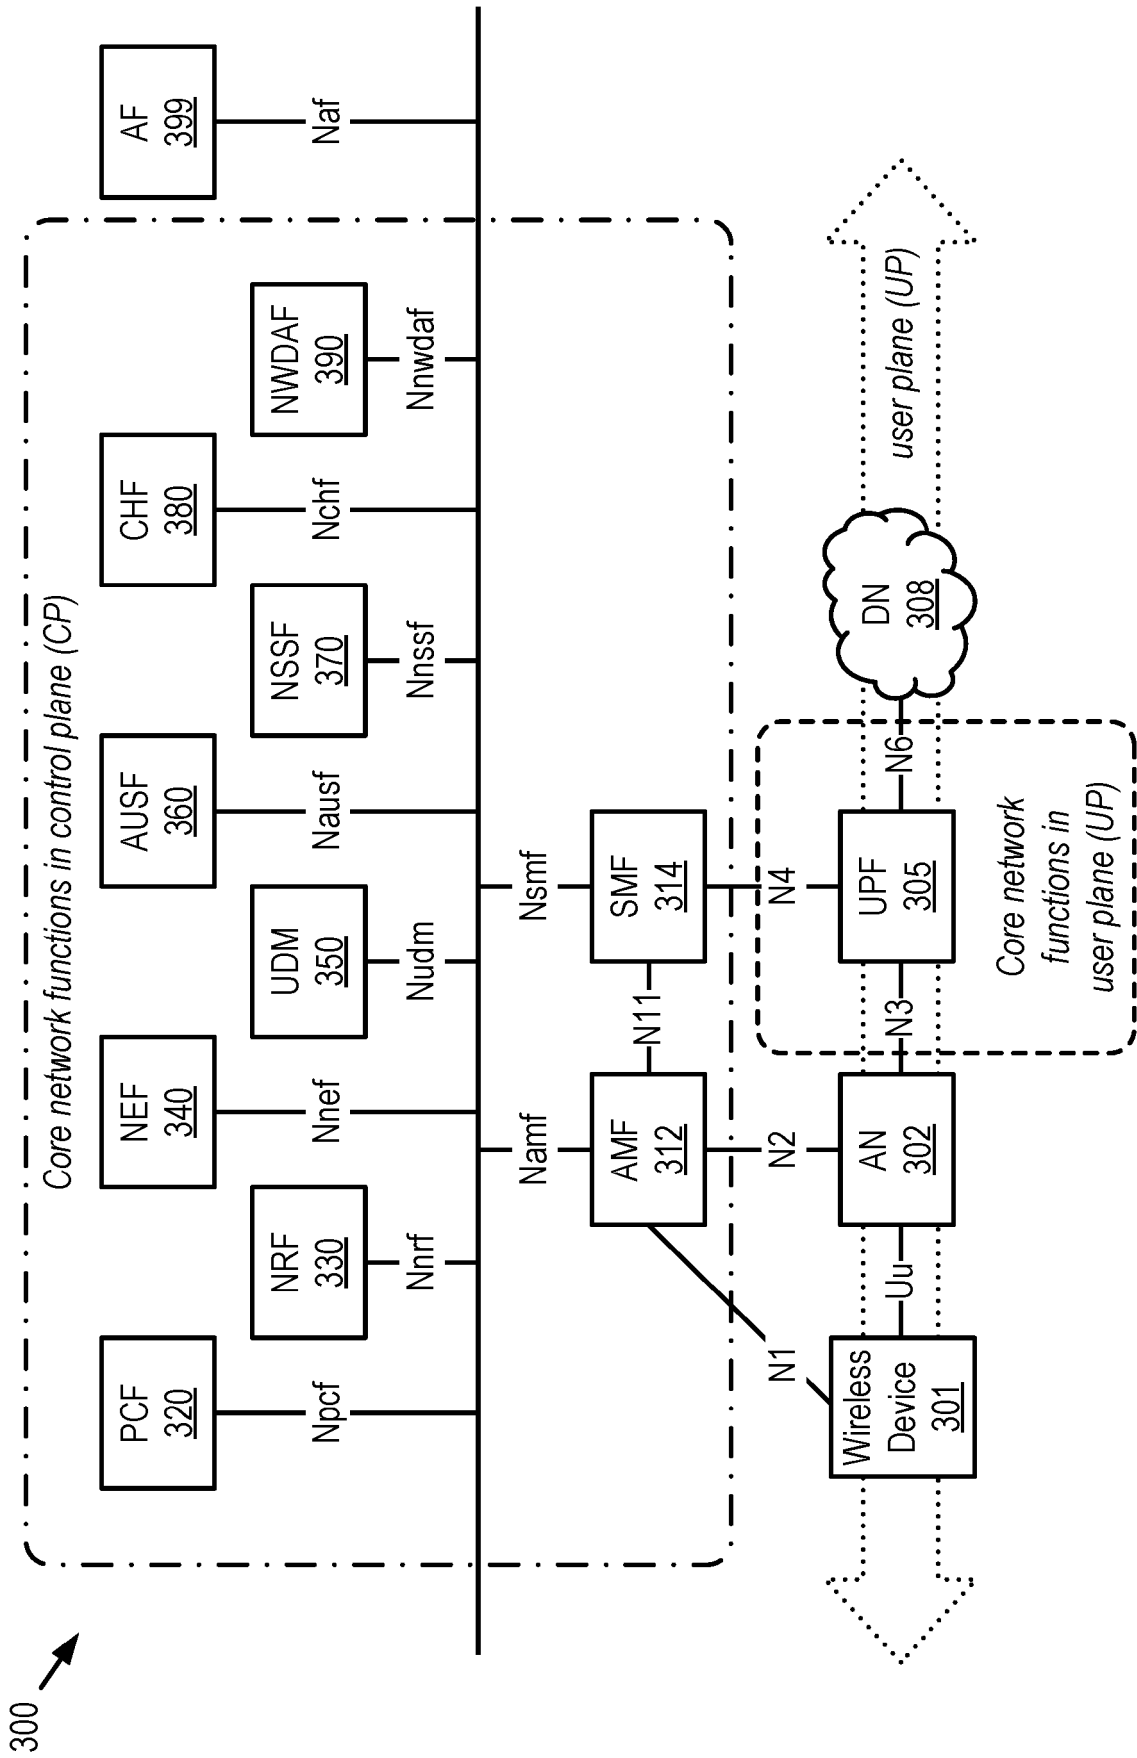 300
Core network functions in control plane (CP)
PCF
320
NEF
340
AUSF
360
CHF
380
AF
399
NRF
330
UDM
350
NSSF
370
NWDAF
390
Npcf
Nnrf
Nnef
Nudm
Nausf
Nnssf
Nchf
Nnwdaf
Naf
Namf
Nsmf
AMF
312
N11
SMF
314
N1
N2
N4
Wireless
Device
301
Uu
AN
302
N3
UPF
305
N6
DN
308
user plane (UP)
Core network
functions in
user plane (UP)